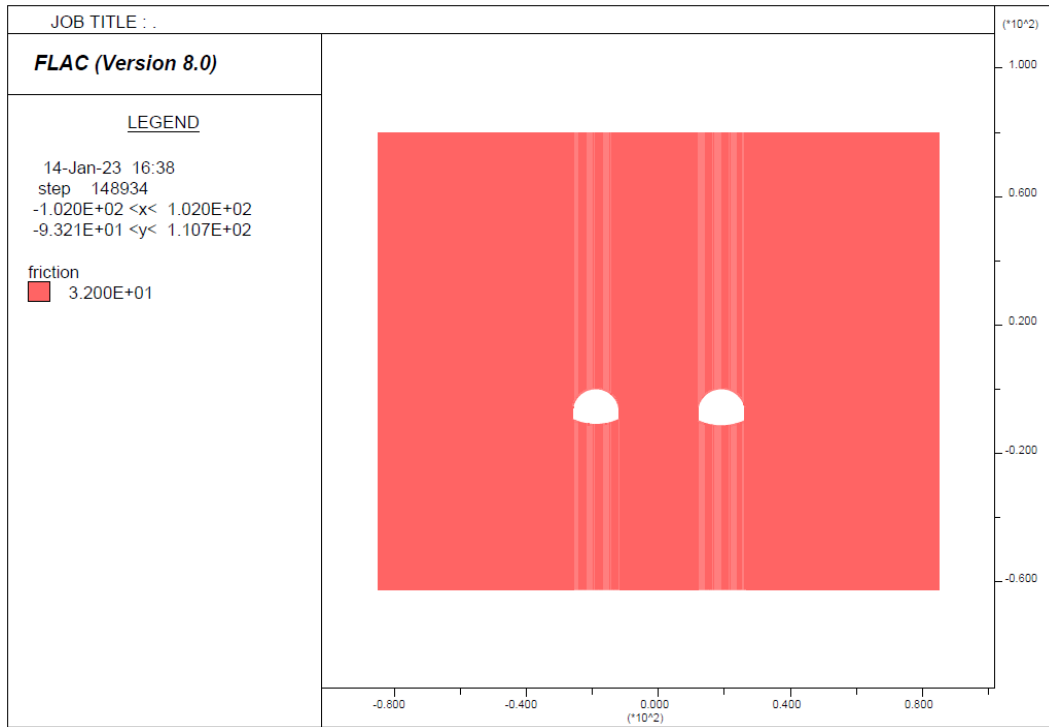 JOB TITLE : .
FLAC (Version 8.0)
LEGEND
14-Jan-23 16:38
step 148934
-1.020E+02 <x< 1.020E+02
-9.321E+01 <y< 1.107E+02
friction
3.200E+01
(*10^2)
1.000
0.600
0.200
-0.200
-0.600
-0.800 -0.400 0.000 0.400 0.800
(*10^2)